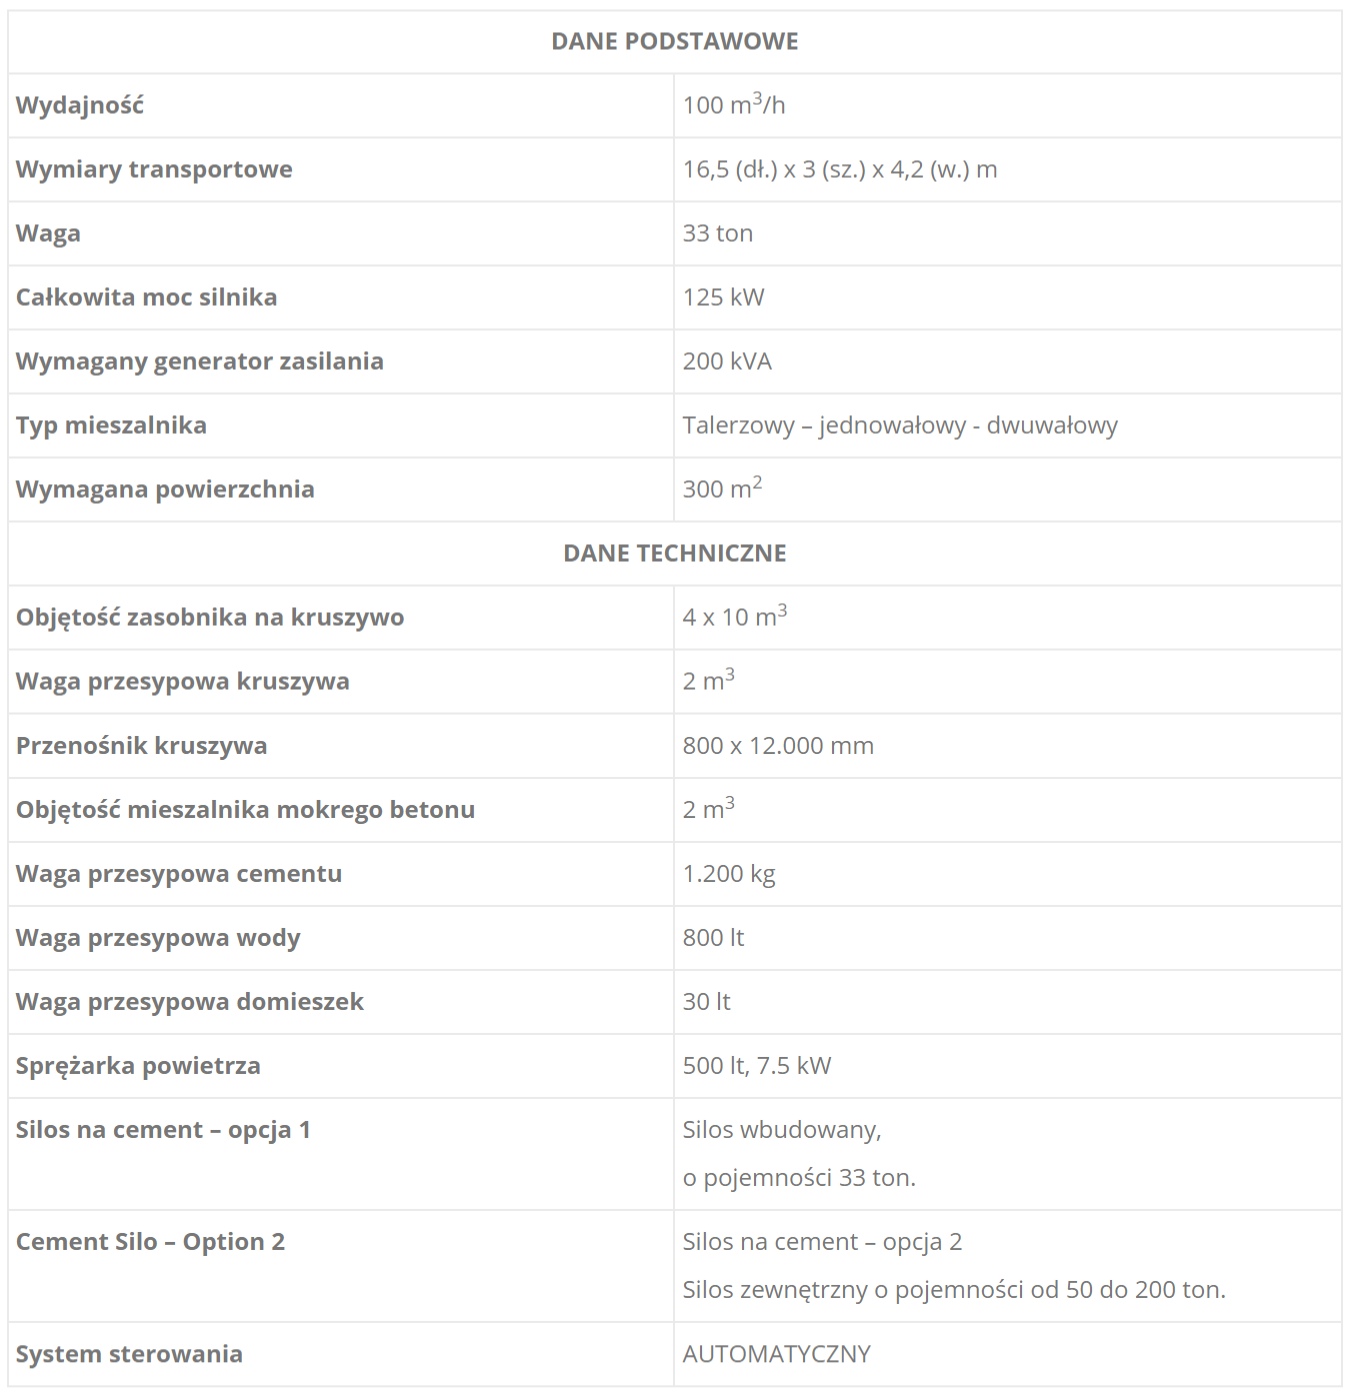 DANE PODSTAWOWE
Wydajność 100 m³/h
Wymiary transportowe 16,5 (dł.) x 3 (sz.) x 4,2 (w.) m
Waga 33 ton
Całkowita moc silnika 125 kW
Wymagany generator zasilania 200 kVA
Typ mieszalnika Talerzowy – jednowałowy - dwuwałowy
Wymagana powierzchnia 300 m²
DANE TECHNICZNE
Objętość zasobnika na kruszywo 4 x 10 m³
Waga przesypowa kruszywa 2 m³
Przenośnik kruszywa 800 x 12.000 mm
Objętość mieszalnika mokrego betonu 2 m³
Waga przesypowa cementu 1.200 kg
Waga przesypowa wody 800 lt
Waga przesypowa domieszek 30 lt
Sprężarka powietrza 500 lt, 7.5 kW
Silos na cement – opcja 1 Silos wbudowany,
o pojemności 33 ton.
Cement Silo – Option 2 Silos na cement – opcja 2
Silos zewnętrzny o pojemności od 50 do 200 ton.
System sterowania AUTOMATYCZNY